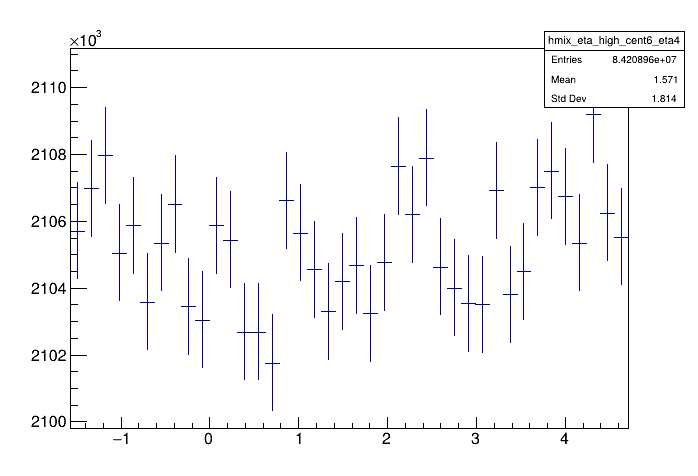 ×10³
hmix_eta_high_cent6_eta4
Entries 8.420896e+07
Mean 1.571
Std Dev 1.814
2110
2108
2106
2104
2102
2100
−1 0 1 2 3 4